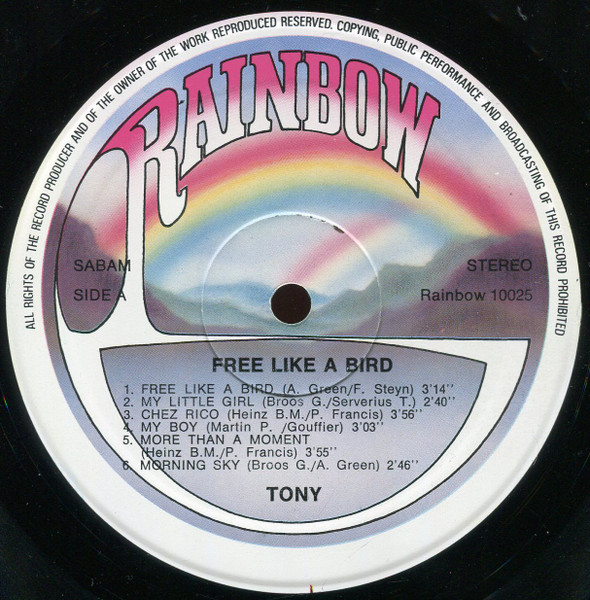 ALL RIGHTS OF THE RECORD PRODUCER AND OF THE OWNER OF THE WORK REPRODUCED RESERVED. COPYING, PUBLIC PERFORMANCE AND BROADCASTING OF THIS RECORD PROHIBITED
RAINBOW
SABAM STEREO
SIDE A Rainbow 10025
FREE LIKE A BIRD
1. FREE LIKE A BIRD (A. Green/F. Steyn) 3'14''
2. MY LITTLE GIRL (Broos G./Serverius T.) 2'40''
3. CHEZ RICO (Heinz B.M./P. Francis) 3'56''
4. MY BOY (Martin P. /Gouffier) 3'03''
5. MORE THAN A MOMENT
(Heinz B.M./P. Francis) 3'55''
6. MORNING SKY (Broos G./A. Green) 2'46''
TONY